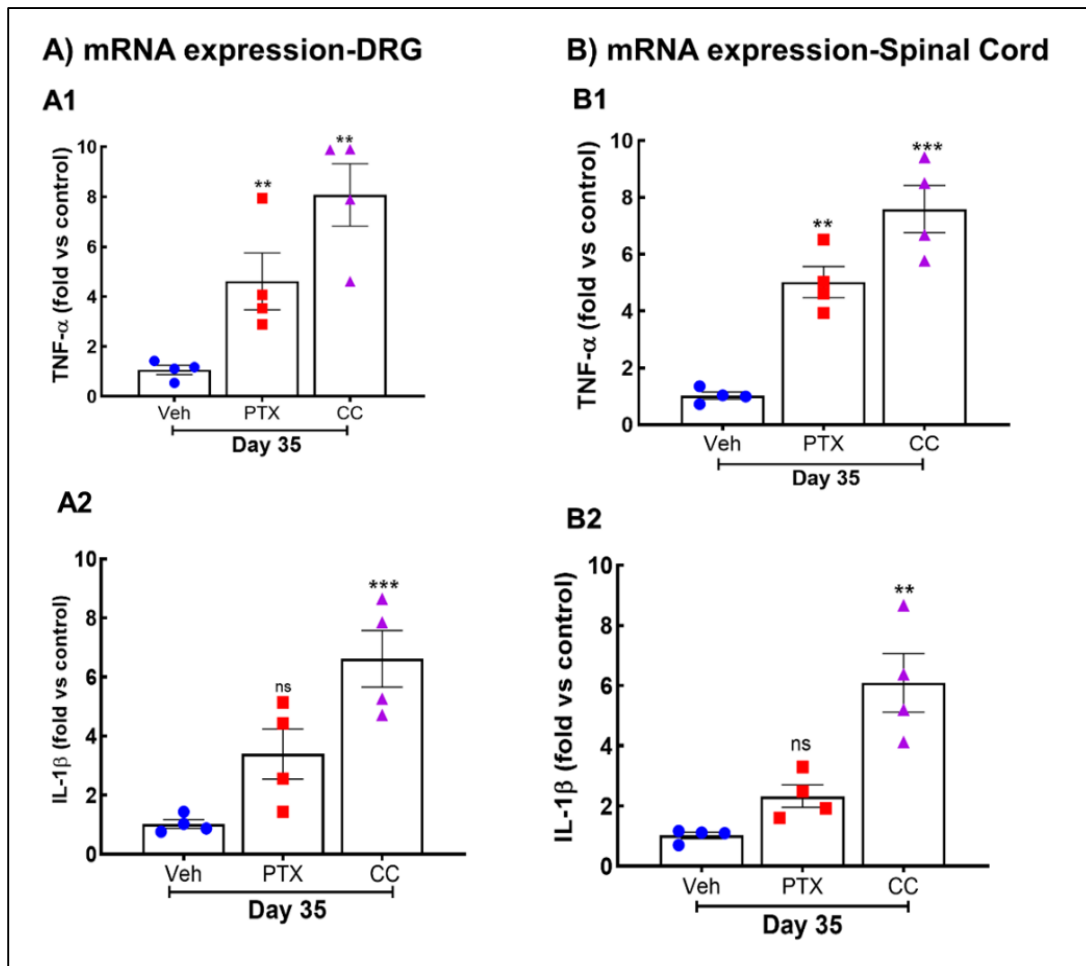 A) mRNA expression-DRG
A1
TNF-α (fold vs control)
10
8
6
4
2
0
**
**
Veh PTX CC
Day 35
A2
IL-1β (fold vs control)
10
8
6
4
2
0
ns
***
Veh PTX CC
Day 35
B) mRNA expression-Spinal Cord
B1
TNF-α (fold vs control)
10
8
6
4
2
0
**
***
Veh PTX CC
Day 35
B2
IL-1β (fold vs control)
10
8
6
4
2
0
ns
**
Veh PTX CC
Day 35